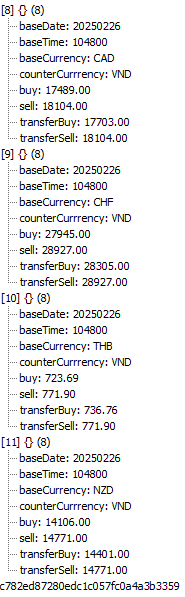 [8] {} (8)
baseDate: 20250226
baseTime: 104800
baseCurrency: CAD
counterCurrrency: VND
buy: 17489.00
sell: 18104.00
transferBuy: 17703.00
transferSell: 18104.00
[9] {} (8)
baseDate: 20250226
baseTime: 104800
baseCurrency: CHF
counterCurrrency: VND
buy: 27945.00
sell: 28927.00
transferBuy: 28305.00
transferSell: 28927.00
[10] {} (8)
baseDate: 20250226
baseTime: 104800
baseCurrency: THB
counterCurrrency: VND
buy: 723.69
sell: 771.90
transferBuy: 736.76
transferSell: 771.90
[11] {} (8)
baseDate: 20250226
baseTime: 104800
baseCurrency: NZD
counterCurrrency: VND
buy: 14106.00
sell: 14771.00
transferBuy: 14401.00
transferSell: 14771.00
c782ed87280edc1c057fc0a4a3b3359